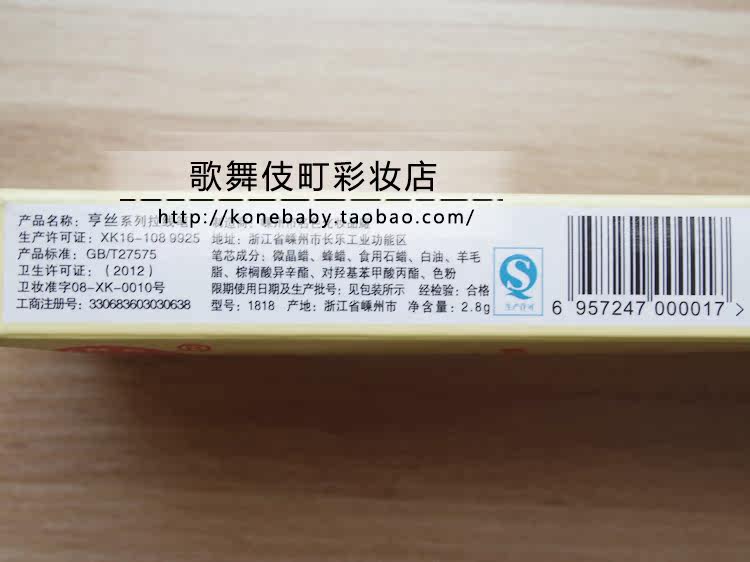 歌舞伎町彩妆店
http://konebaby.taobao.com/
产品名称：亨丝系列拉线
生产许可证：XK16-108 9925
产品标准：GB/T27575
卫生许可证：（2012）
卫妆准字08-XK-0010号
工商注册号：330683603030638
地址：浙江省嵊州市长乐工业功能区
笔芯成分：微晶蜡、蜂蜡、食用石蜡、白油、羊毛
脂、棕榈酸异辛酯、对羟基苯甲酸丙酯、色粉
限期使用日期及生产批号：见包装所示 经检验：合格
型号：1818 产地：浙江省嵊州市 净含量：2.8g
生产许可
6 957247 000017 >